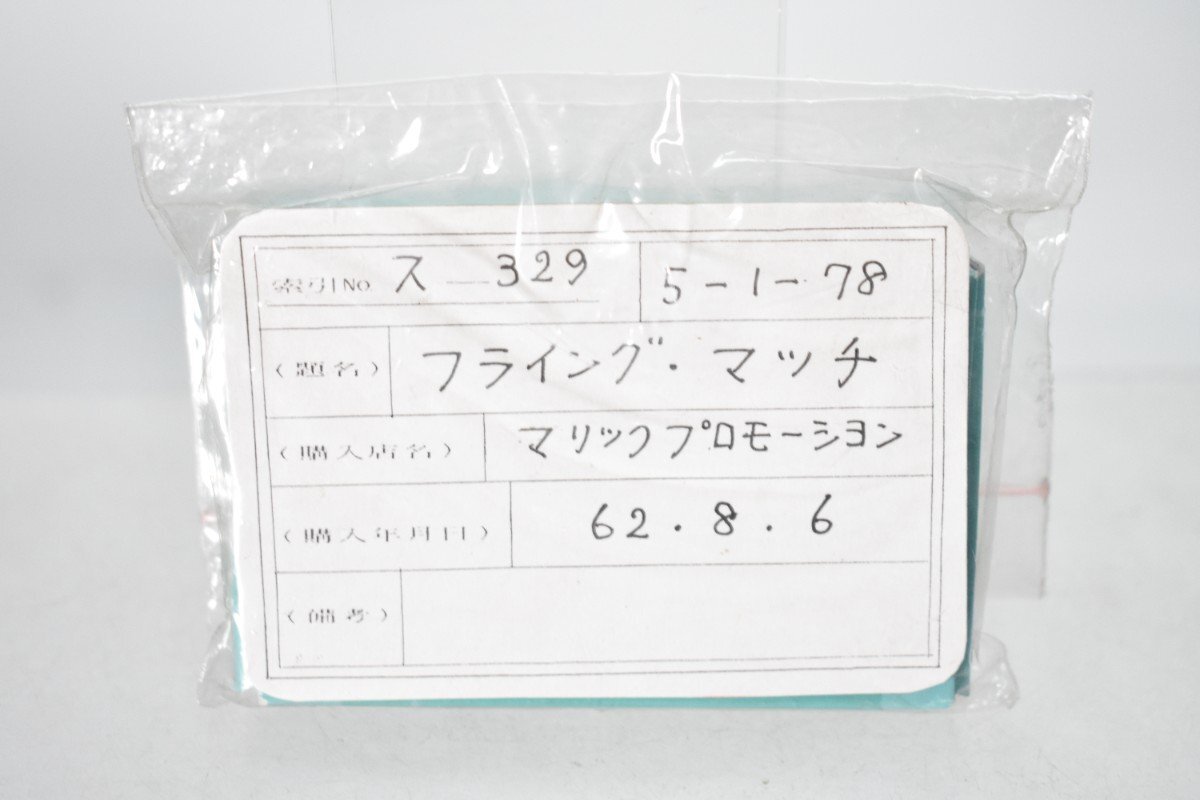 索引No ス—329 5-1-78
(題名) フライング・マッチ
(購入店名) マリックプロモーション
(購入年月日) 62.8.6
(備考)